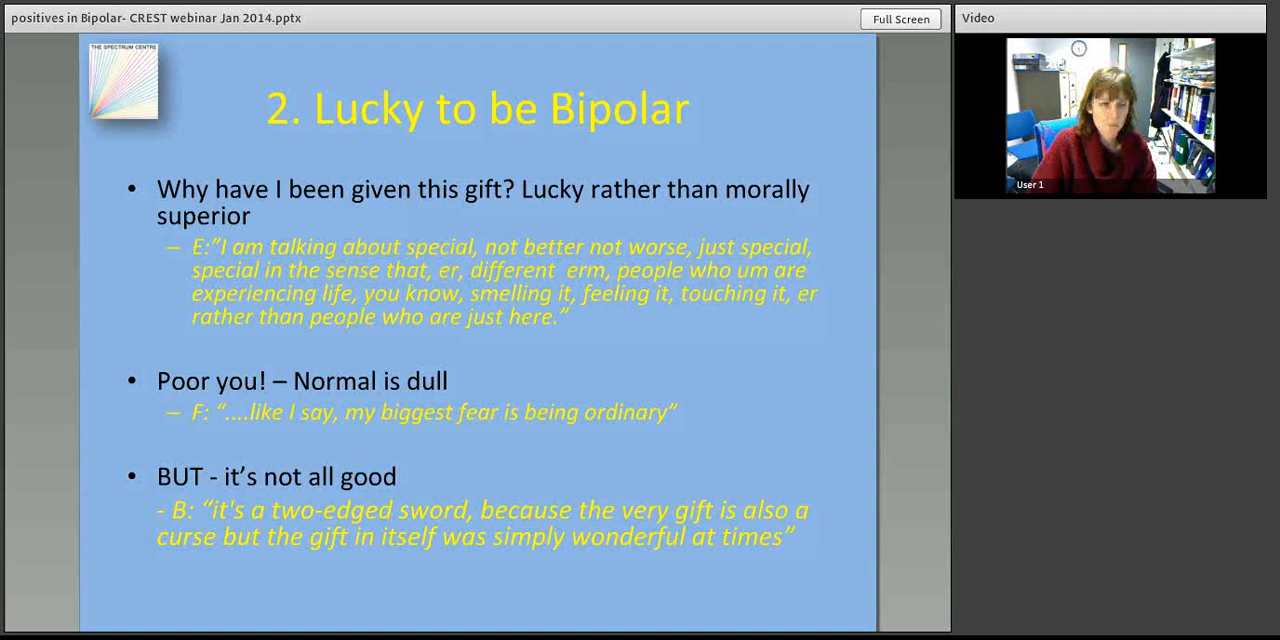 positives in Bipolar- CREST webinar Jan 2014.pptx
Full Screen
Video
THE SPECTRUM CENTRE
2. Lucky to be Bipolar
• Why have I been given this gift? Lucky rather than morally
superior
– E:”I am talking about special, not better not worse, just special,
special in the sense that, er, different  erm, people who um are
experiencing life, you know, smelling it, feeling it, touching it, er
rather than people who are just here.”
• Poor you! – Normal is dull
– F: “....like I say, my biggest fear is being ordinary”
• BUT - it’s not all good
- B: “it's a two-edged sword, because the very gift is also a
curse but the gift in itself was simply wonderful at times”
User 1